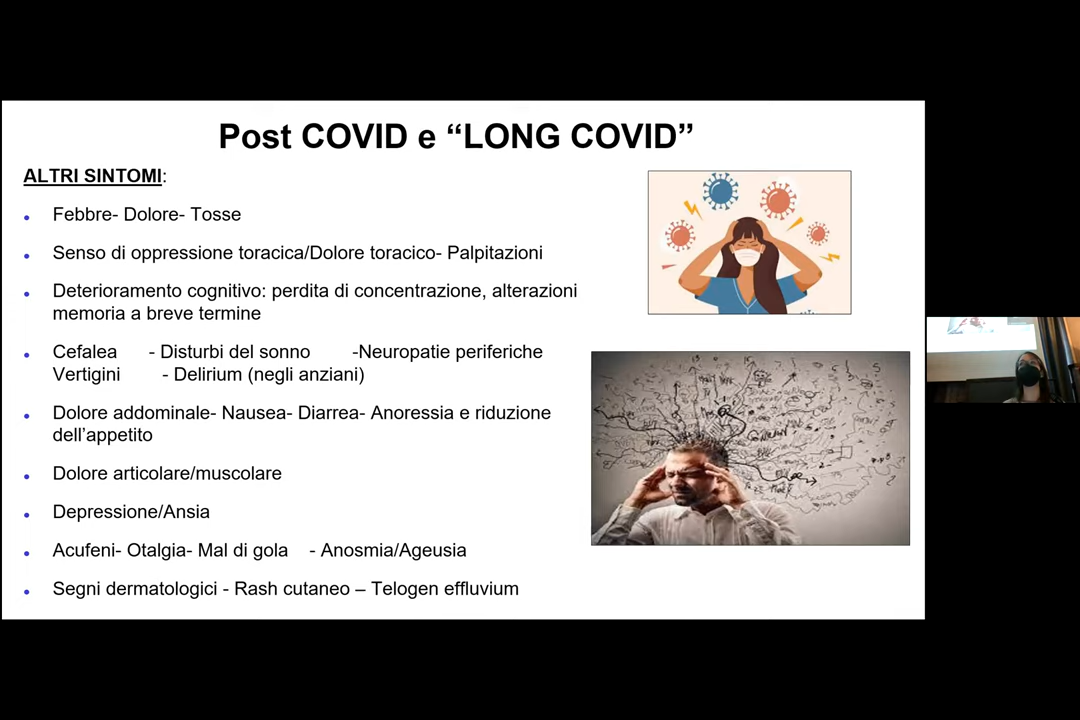 Post COVID e “LONG COVID”
ALTRI SINTOMI:
Febbre- Dolore- Tosse
Senso di oppressione toracica/Dolore toracico- Palpitazioni
Deterioramento cognitivo: perdita di concentrazione, alterazioni
memoria a breve termine
Cefalea - Disturbi del sonno -Neuropatie periferiche
Vertigini - Delirium (negli anziani)
Dolore addominale- Nausea- Diarrea- Anoressia e riduzione
dell’appetito
Dolore articolare/muscolare
Depressione/Ansia
Acufeni- Otalgia- Mal di gola - Anosmia/Ageusia
Segni dermatologici - Rash cutaneo – Telogen effluvium